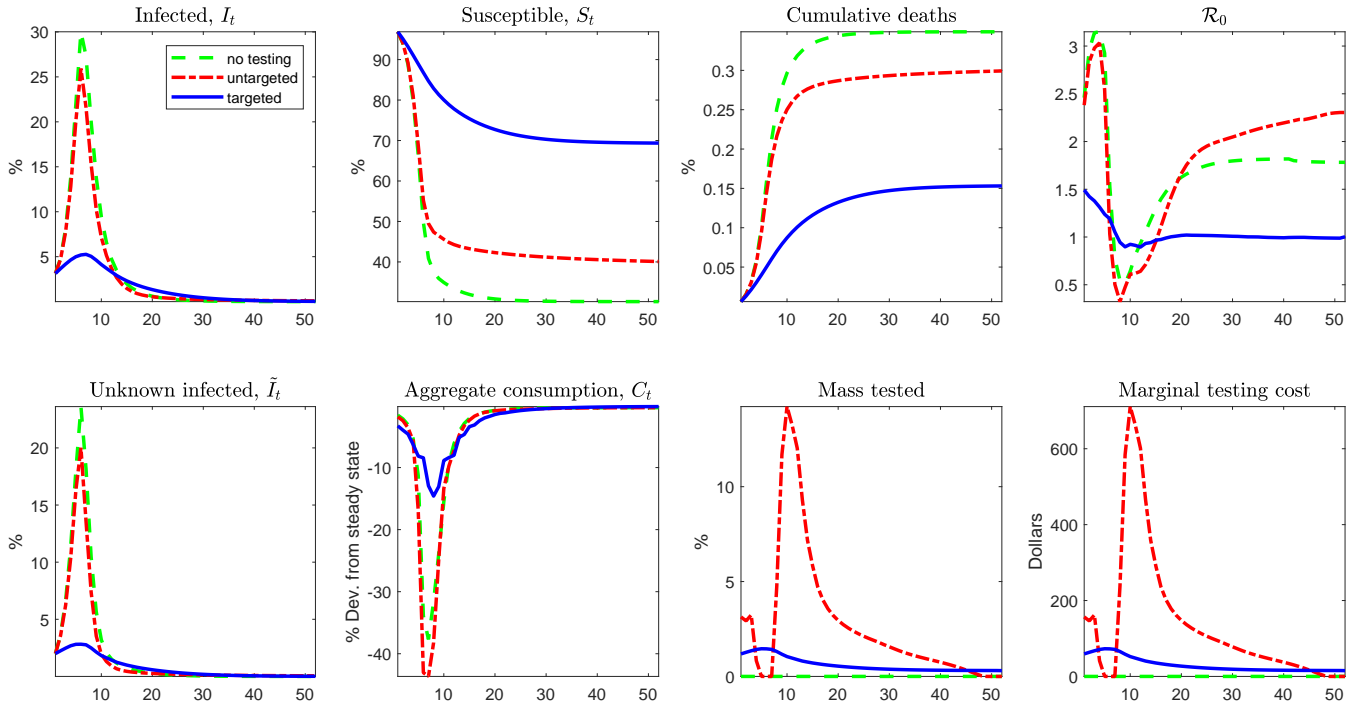 Infected, I_t
%
30
25
20
15
10
5
10 20 30 40 50
no testing
untargeted
targeted
Susceptible, S_t
%
90
80
70
60
50
40
10 20 30 40 50
Cumulative deaths
%
0.3
0.25
0.2
0.15
0.1
0.05
10 20 30 40 50
R_0
3
2.5
2
1.5
1
0.5
10 20 30 40 50
Unknown infected, Ĩ_t
%
20
15
10
5
10 20 30 40 50
Aggregate consumption, C_t
% Dev. from steady state
-10
-20
-30
-40
10 20 30 40 50
Mass tested
%
10
5
0
10 20 30 40 50
Marginal testing cost
Dollars
600
400
200
0
10 20 30 40 50